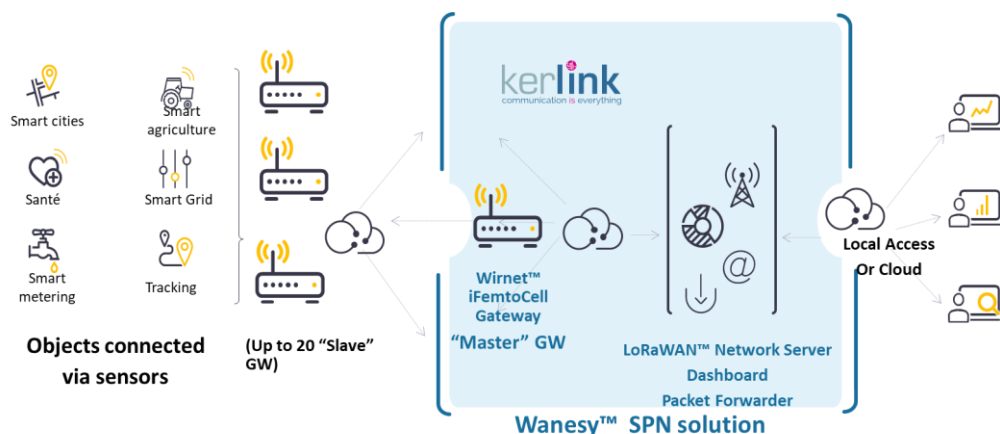 Smart cities
Smart
agriculture
Santé
Smart Grid
Smart
metering
Tracking
Objects connected
via sensors
(Up to 20 “Slave”
GW)
kerlink
communication is everything
Wirnet™
iFemtoCell
Gateway
“Master” GW
@
LoRaWAN™ Network Server
Dashboard
Packet Forwarder
Wanesy™ SPN solution
Local Access
Or Cloud